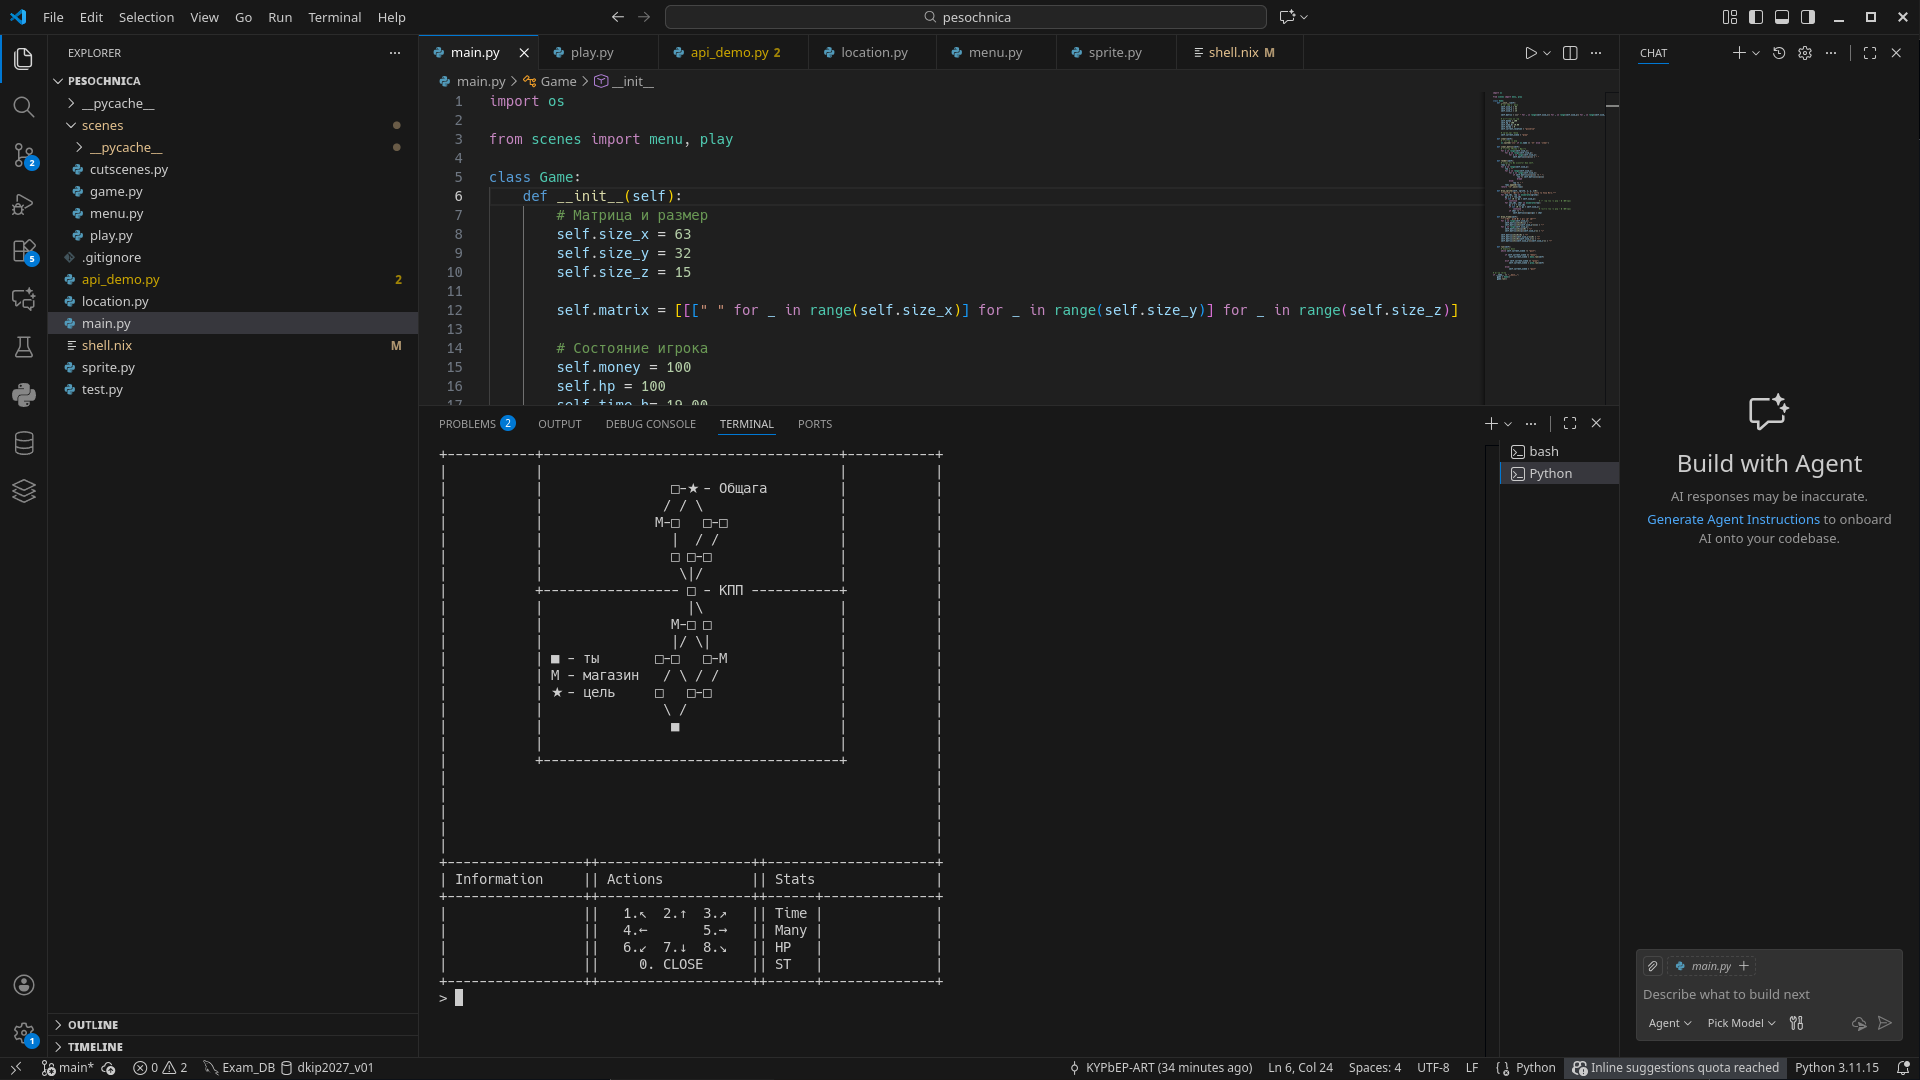 File Edit Selection View Go Run Terminal Help
pesochnica
EXPLORER
PESOCHNICA
__pycache__
scenes
__pycache__
cutscenes.py
game.py
menu.py
play.py
.gitignore
api_demo.py 2
location.py
main.py
shell.nix M
sprite.py
test.py
OUTLINE
TIMELINE
2
5
1
main.py play.py api_demo.py 2 location.py menu.py sprite.py shell.nix M
main.py > Game > __init__
1 import os
2
3 from scenes import menu, play
4
5 class Game:
6     def __init__(self):
7         # Матрица и размер
8         self.size_x = 63
9         self.size_y = 32
10         self.size_z = 15
11
12         self.matrix = [[[" " for _ in range(self.size_x)] for _ in range(self.size_y)] for _ in range(self.size_z)]
13
14         # Состояние игрока
15         self.money = 100
16         self.hp = 100
17         self.time_h= 19.00
PROBLEMS 2 OUTPUT DEBUG CONSOLE TERMINAL PORTS
bash
Python
+-----------+-------------------------------------+-----------+
|           |                                     |           |
|           |                □-★ - Общага         |           |
|           |               / / \                 |           |
|           |              М-□   □-□              |           |
|           |                |  / /               |           |
|           |                □ □-□                |           |
|           |                 \|/                 |           |
|           +----------------- □ - КПП -----------+           |
|           |                  |\                 |           |
|           |                М-□ □                |           |
|           |                |/ \|                |           |
|           | ■ - ты       □-□   □-М              |           |
|           | М - магазин   / \ / /               |           |
|           | ★ - цель     □   □-□                |           |
|           |               \ /                   |           |
|           |                ■                    |           |
|           |                                     |           |
|           +-------------------------------------+           |
|                                                             |
|                                                             |
|                                                             |
|                                                             |
|                                                             |
+-----------------++-------------------++---------------------+
| Information     || Actions           || Stats               |
+-----------------++-------------------++------+--------------+
|                 ||   1.↖  2.↑  3.↗   || Time |              |
|                 ||   4.←       5.→   || Many |              |
|                 ||   6.↙  7.↓  8.↘   || HP   |              |
|                 ||     0. CLOSE      || ST   |              |
+-----------------++-------------------++------+--------------+
>
CHAT
Build with Agent
AI responses may be inaccurate.
Generate Agent Instructions to onboard
AI onto your codebase.
main.py
Describe what to build next
Agent Pick Model
main* 0 2 Exam_DB dkip2027_v01
KYPbEP-ART (34 minutes ago) Ln 6, Col 24 Spaces: 4 UTF-8 LF Python Inline suggestions quota reached Python 3.11.15